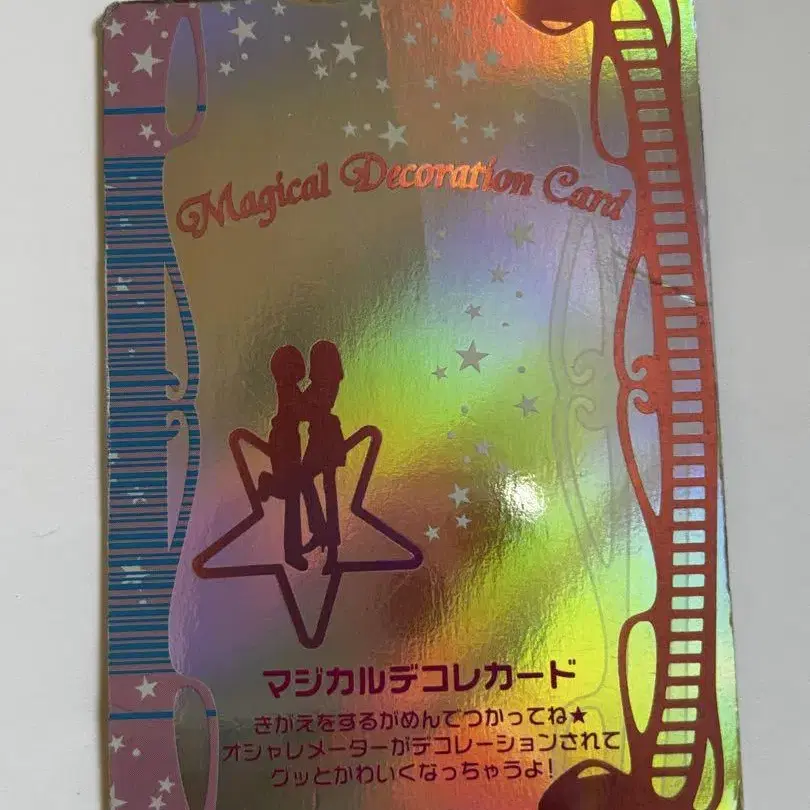 Magical Decoration Card
マジカルデコレカード
きがえをするがめんでつかってね★
オシャレメーターがデコレーションされて
グッとかわいくなっちゃうよ!